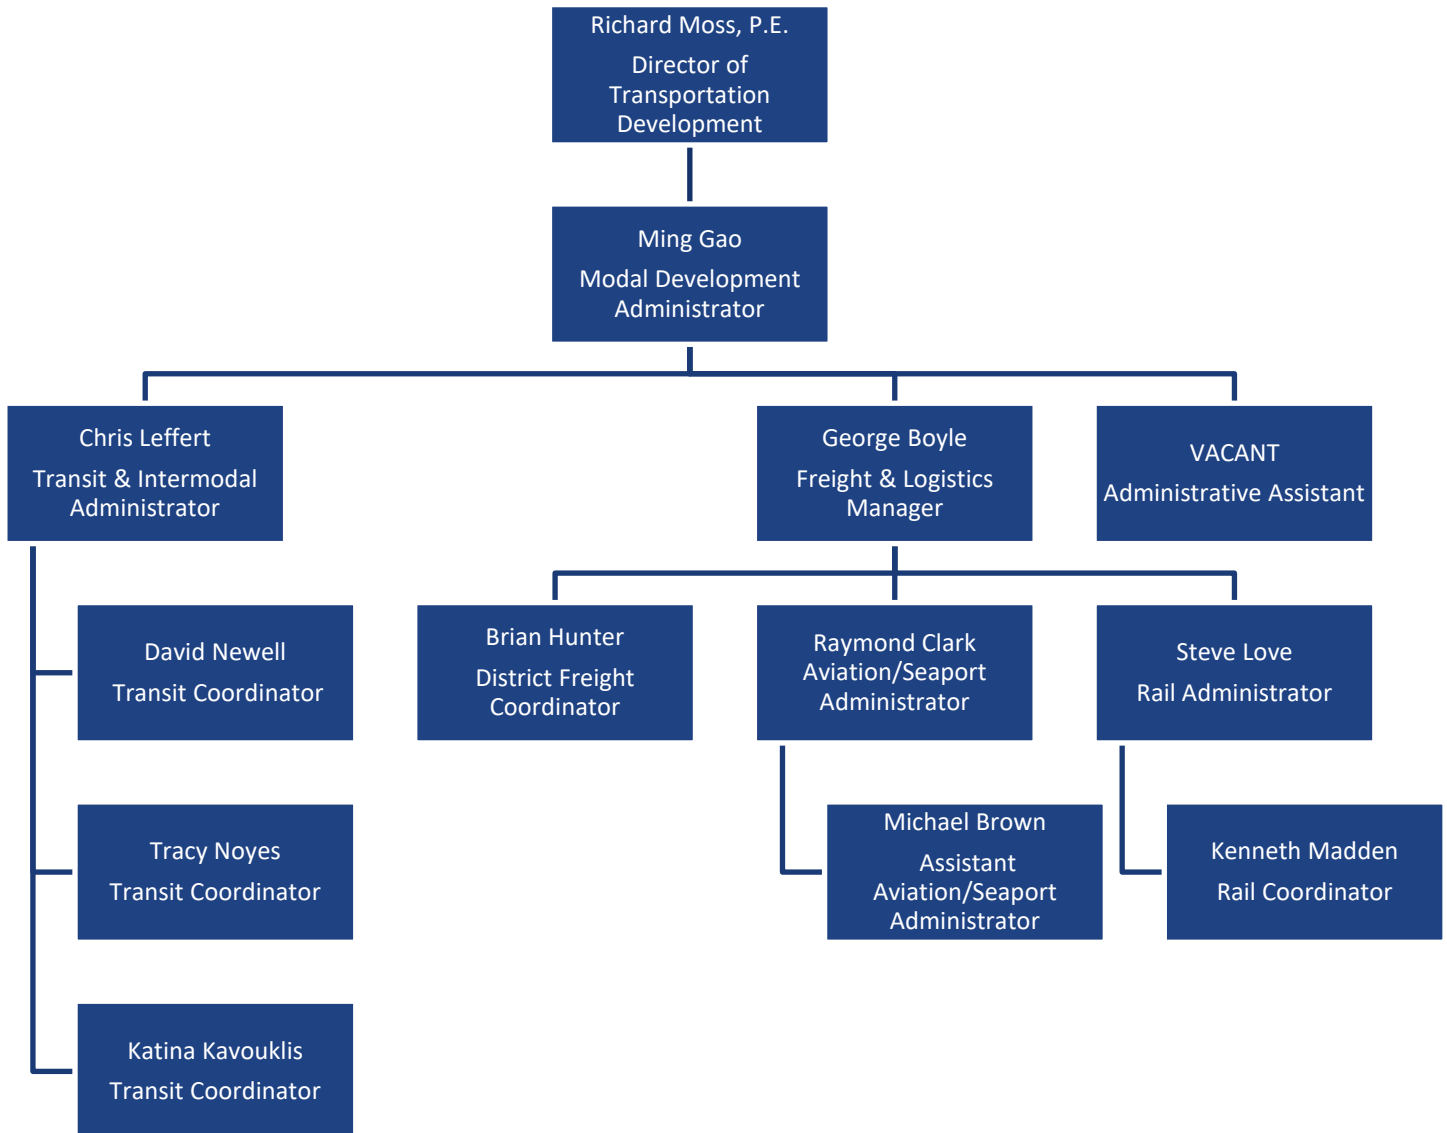 Richard Moss, P.E.
Director of
Transportation
Development
Ming Gao
Modal Development
Administrator
Chris Leffert
Transit & Intermodal
Administrator
George Boyle
Freight & Logistics
Manager
VACANT
Administrative Assistant
David Newell
Transit Coordinator
Brian Hunter
District Freight
Coordinator
Raymond Clark
Aviation/Seaport
Administrator
Steve Love
Rail Administrator
Tracy Noyes
Transit Coordinator
Michael Brown
Assistant
Aviation/Seaport
Administrator
Kenneth Madden
Rail Coordinator
Katina Kavouklis
Transit Coordinator